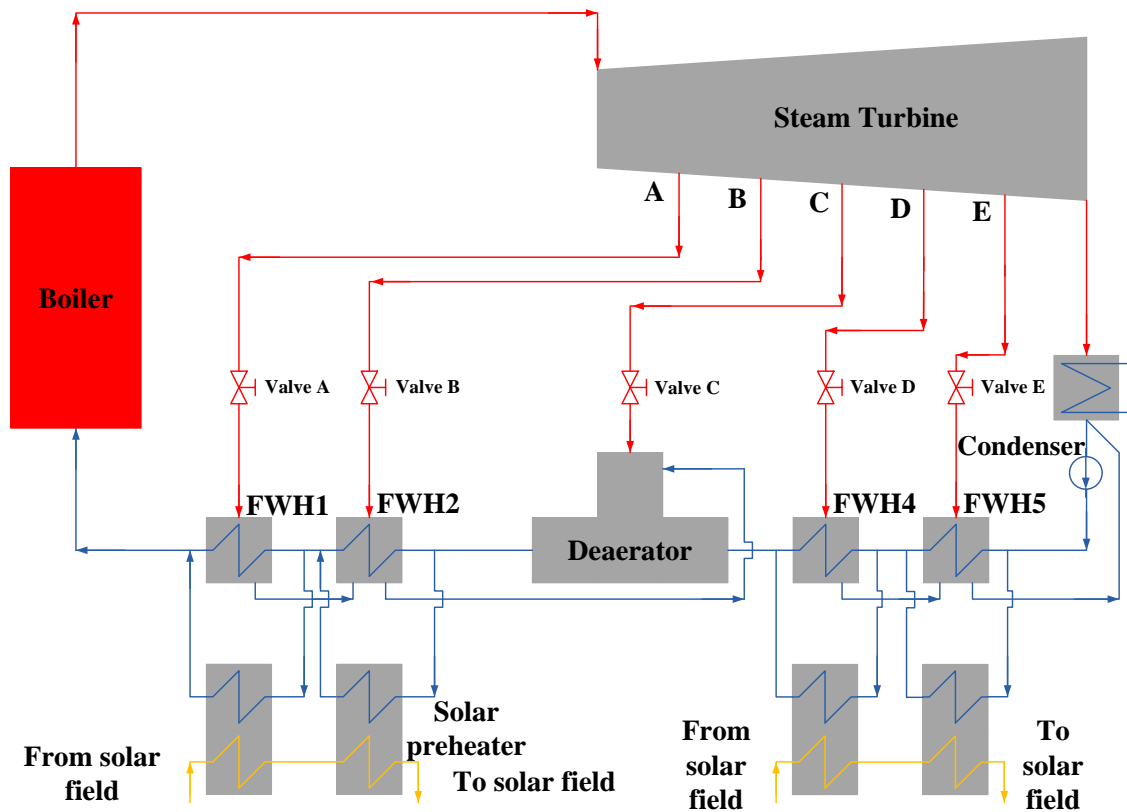 Steam Turbine
A
B
C
D
E
Boiler
Valve A
Valve B
Valve C
Valve D
Valve E
Condenser
FWH1
FWH2
FWH4
FWH5
Deaerator
Solar
preheater
From solar
field
To solar field
From
solar
field
To
solar
field